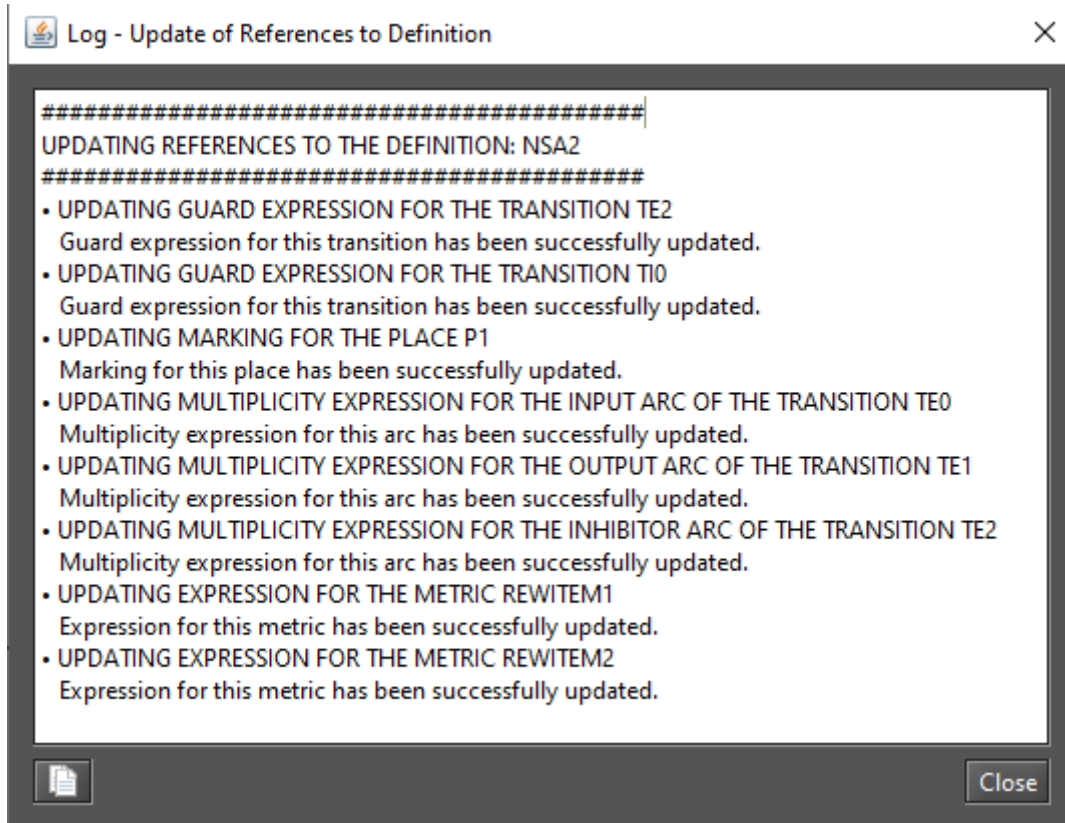 Log - Update of References to Definition
###########################################
UPDATING REFERENCES TO THE DEFINITION: NSA2
###########################################
• UPDATING GUARD EXPRESSION FOR THE TRANSITION TE2
Guard expression for this transition has been successfully updated.
• UPDATING GUARD EXPRESSION FOR THE TRANSITION TI0
Guard expression for this transition has been successfully updated.
• UPDATING MARKING FOR THE PLACE P1
Marking for this place has been successfully updated.
• UPDATING MULTIPLICITY EXPRESSION FOR THE INPUT ARC OF THE TRANSITION TE0
Multiplicity expression for this arc has been successfully updated.
• UPDATING MULTIPLICITY EXPRESSION FOR THE OUTPUT ARC OF THE TRANSITION TE1
Multiplicity expression for this arc has been successfully updated.
• UPDATING MULTIPLICITY EXPRESSION FOR THE INHIBITOR ARC OF THE TRANSITION TE2
Multiplicity expression for this arc has been successfully updated.
• UPDATING EXPRESSION FOR THE METRIC REWITEM1
Expression for this metric has been successfully updated.
• UPDATING EXPRESSION FOR THE METRIC REWITEM2
Expression for this metric has been successfully updated.
Close